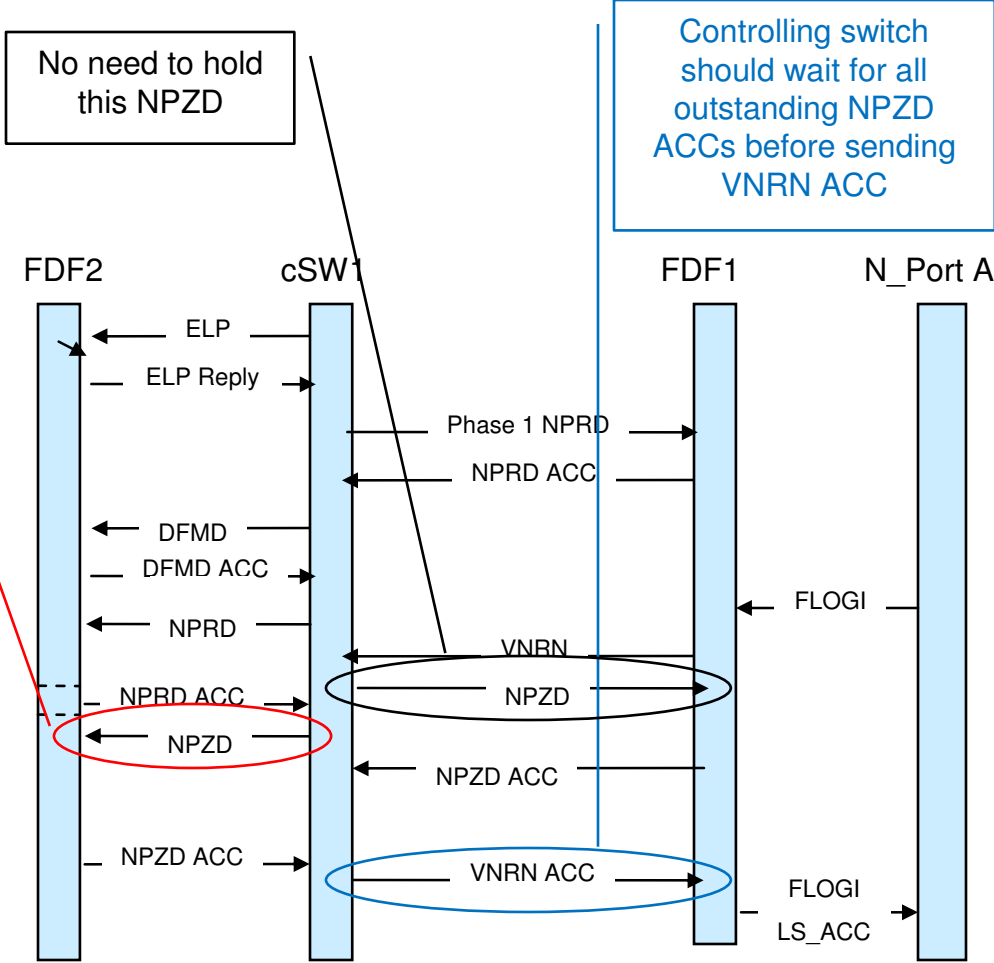 No need to hold
this NPZD
Controlling switch
should wait for all
outstanding NPZD
ACCs before sending
VNRN ACC
FDF2
cSW1
FDF1
N_Port A
ELP
ELP Reply
Phase 1 NPRD
NPRD ACC
DFMD
DFMD ACC
FLOGI
NPRD
VNRN
NPRD ACC
NPZD
NPZD
NPZD ACC
NPZD ACC
VNRN ACC
FLOGI
LS_ACC